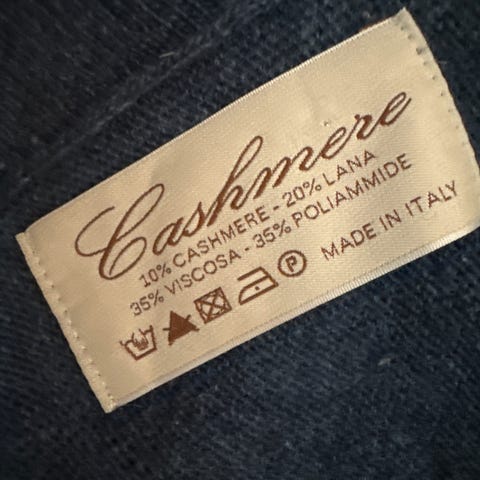 Cashmere
10% CASHMERE - 20% LANA
35% VISCOSA - 35% POLIAMMIDE
P MADE IN ITALY